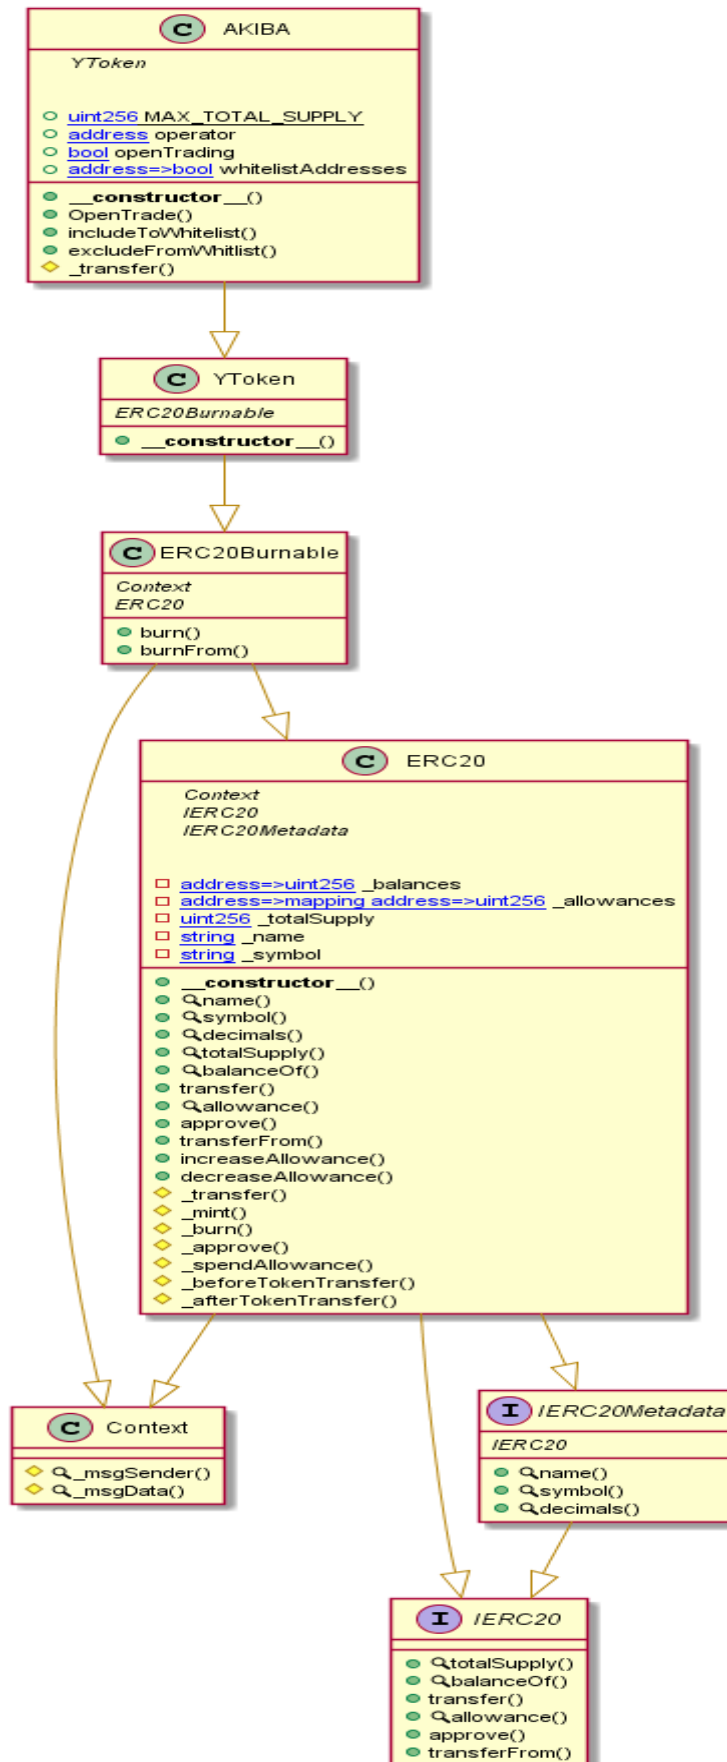 C AKIBA
YToken
uint256 MAX_TOTAL_SUPPLY
address operator
bool openTrading
address=>bool whitelistAddresses
__constructor__()
OpenTrade()
includeToWhitelist()
excludeFromWhitlist()
_transfer()
C YToken
ERC20Burnable
__constructor__()
C ERC20Burnable
Context
ERC20
burn()
burnFrom()
C ERC20
Context
IERC20
IERC20Metadata
address=>uint256 _balances
address=>mapping address=>uint256 _allowances
uint256 _totalSupply
string _name
string _symbol
__constructor__()
name()
symbol()
decimals()
totalSupply()
balanceOf()
transfer()
allowance()
approve()
transferFrom()
increaseAllowance()
decreaseAllowance()
_transfer()
_mint()
_burn()
_approve()
_spendAllowance()
_beforeTokenTransfer()
_afterTokenTransfer()
C Context
_msgSender()
_msgData()
I IERC20Metadata
IERC20
name()
symbol()
decimals()
I IERC20
totalSupply()
balanceOf()
transfer()
allowance()
approve()
transferFrom()